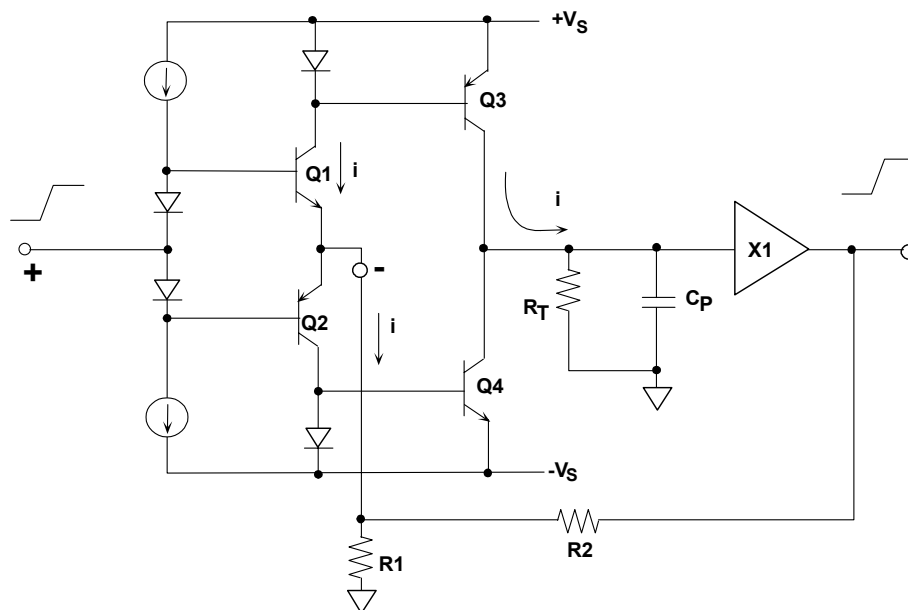 +VS
Q3
Q1
i
i
+
-
X1
RT
CP
Q2
i
Q4
-VS
R2
R1